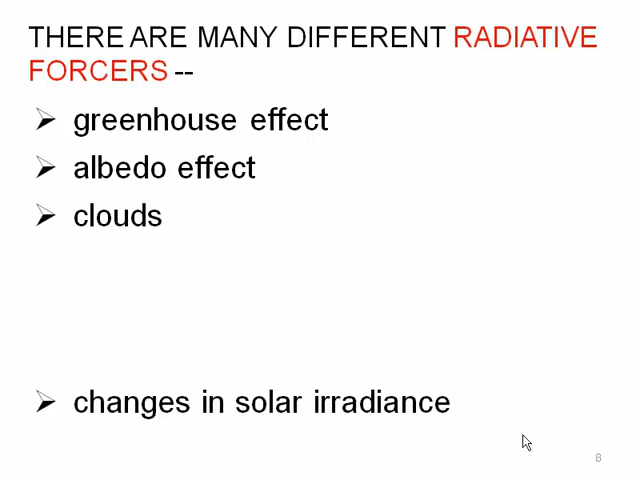 THERE ARE MANY DIFFERENT RADIATIVE
FORCERS --
➢ greenhouse effect
➢ albedo effect
➢ clouds
➢ changes in solar irradiance
8